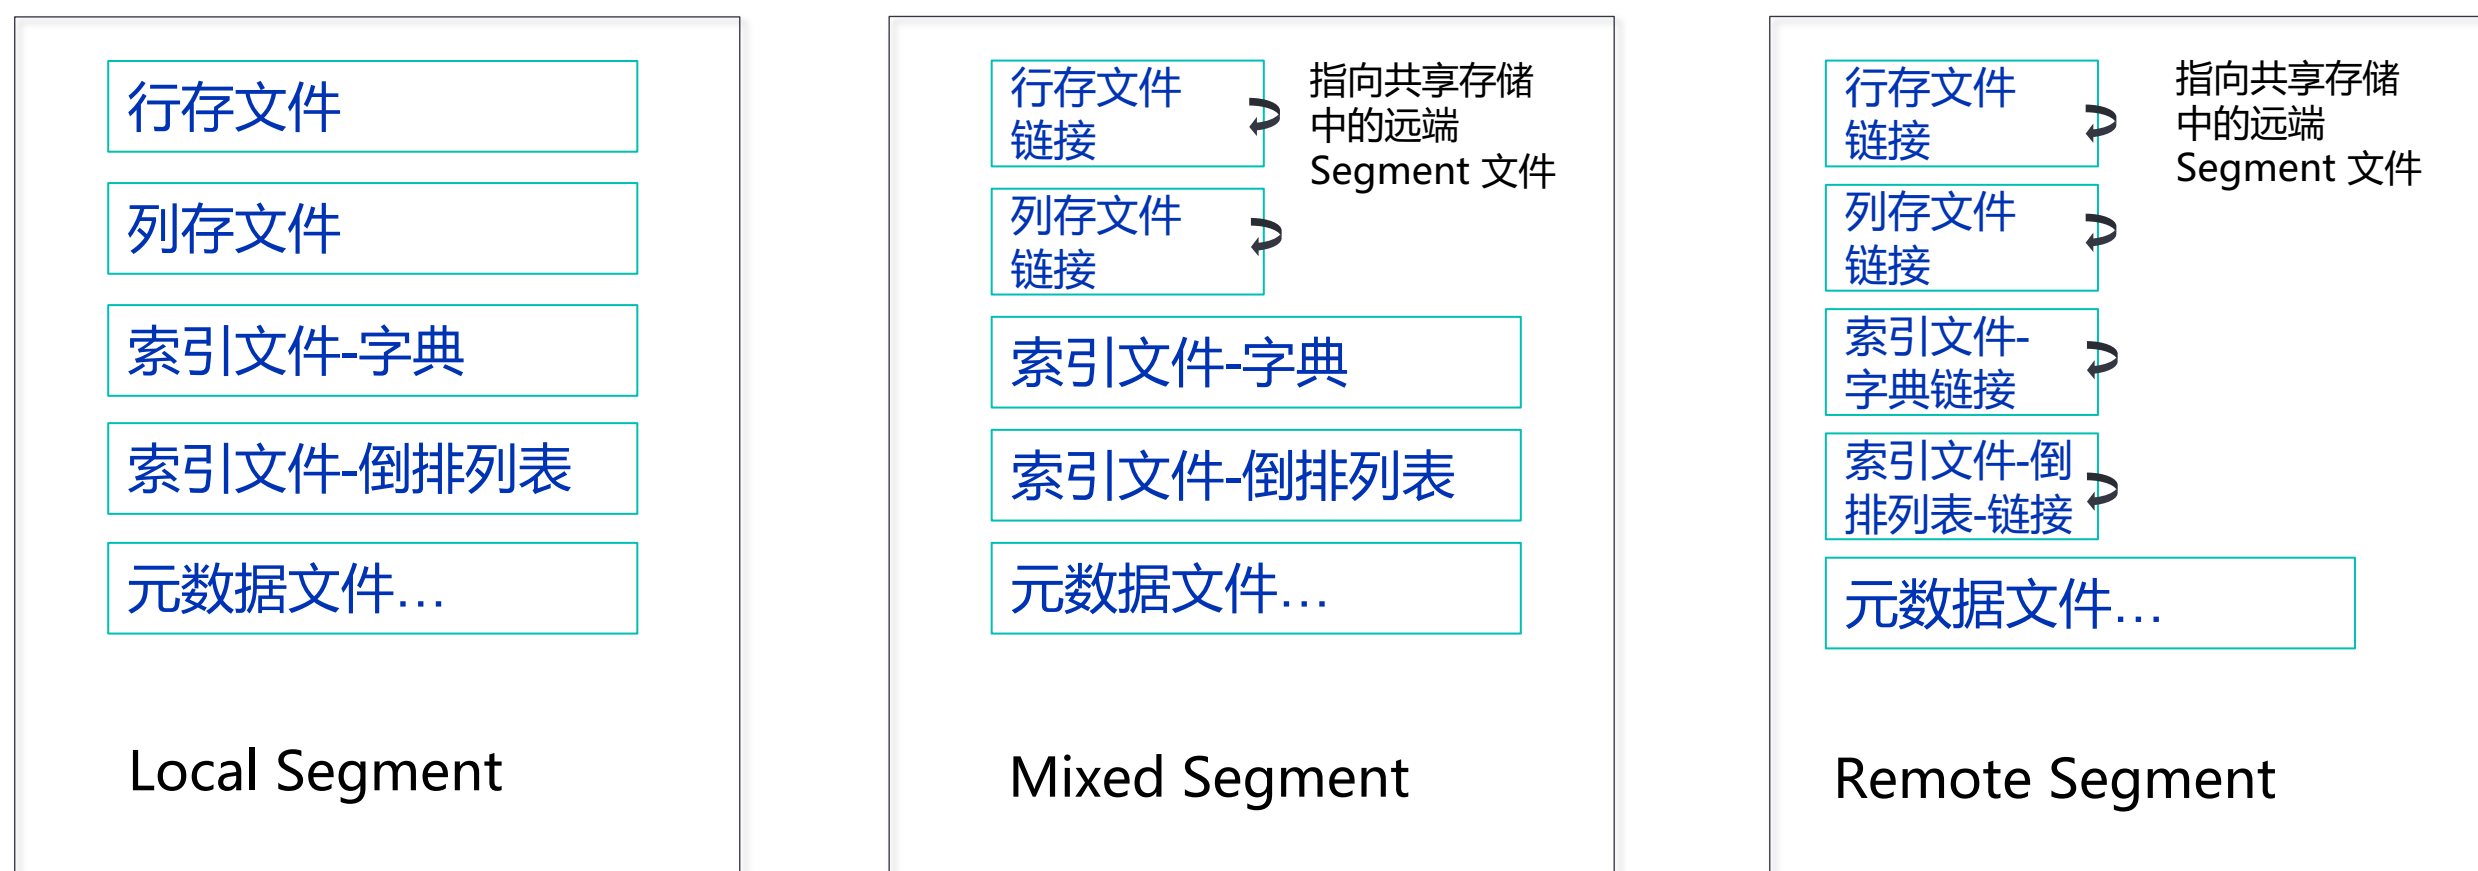 行存文件
列存文件
索引文件-字典
索引文件-倒排列表
元数据文件...
Local Segment
行存文件
链接
指向共享存储
中的远端
Segment 文件
列存文件
链接
索引文件-字典
索引文件-倒排列表
元数据文件...
Mixed Segment
行存文件
链接
指向共享存储
中的远端
Segment 文件
列存文件
链接
索引文件-
字典链接
索引文件-倒
排列表-链接
元数据文件...
Remote Segment